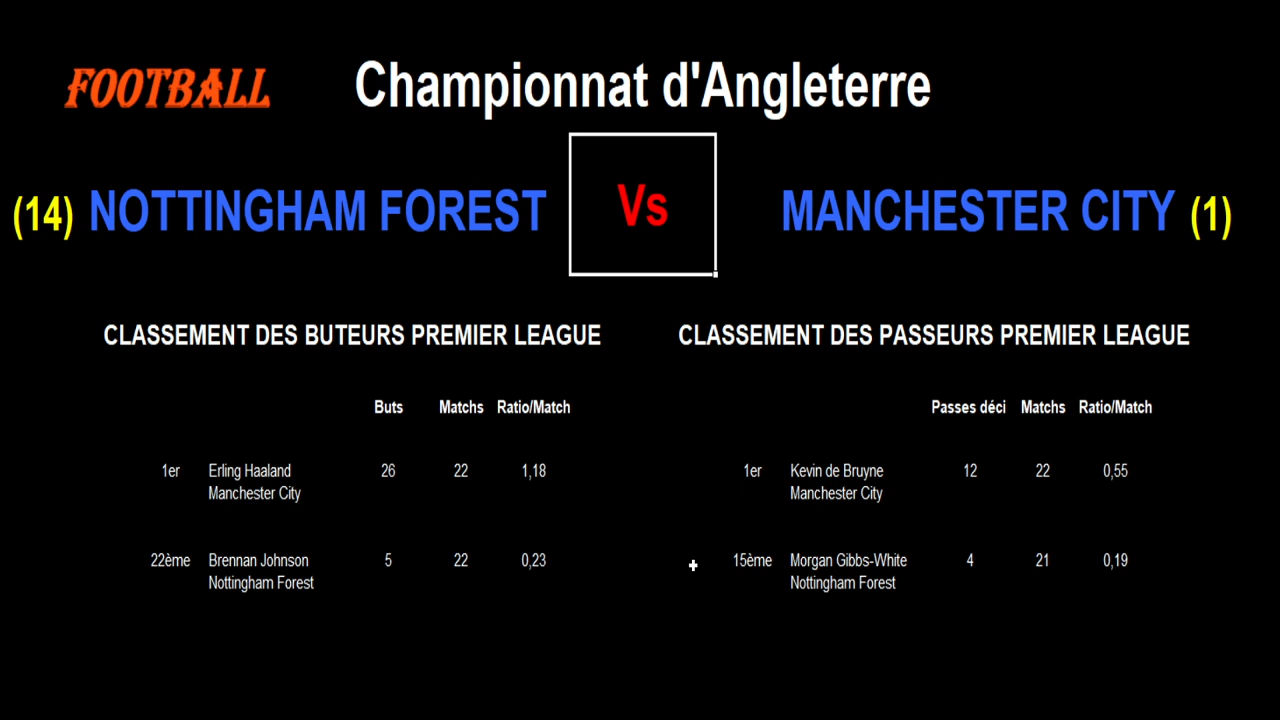 FOOTBALL Championnat d'Angleterre
(14) NOTTINGHAM FOREST Vs MANCHESTER CITY (1)
CLASSEMENT DES BUTEURS PREMIER LEAGUE
Buts Matchs Ratio/Match
1er Erling Haaland 26 22 1,18
Manchester City
22ème Brennan Johnson 5 22 0,23
Nottingham Forest
CLASSEMENT DES PASSEURS PREMIER LEAGUE
Passes déci Matchs Ratio/Match
1er Kevin de Bruyne 12 22 0,55
Manchester City
15ème Morgan Gibbs-White 4 21 0,19
Nottingham Forest